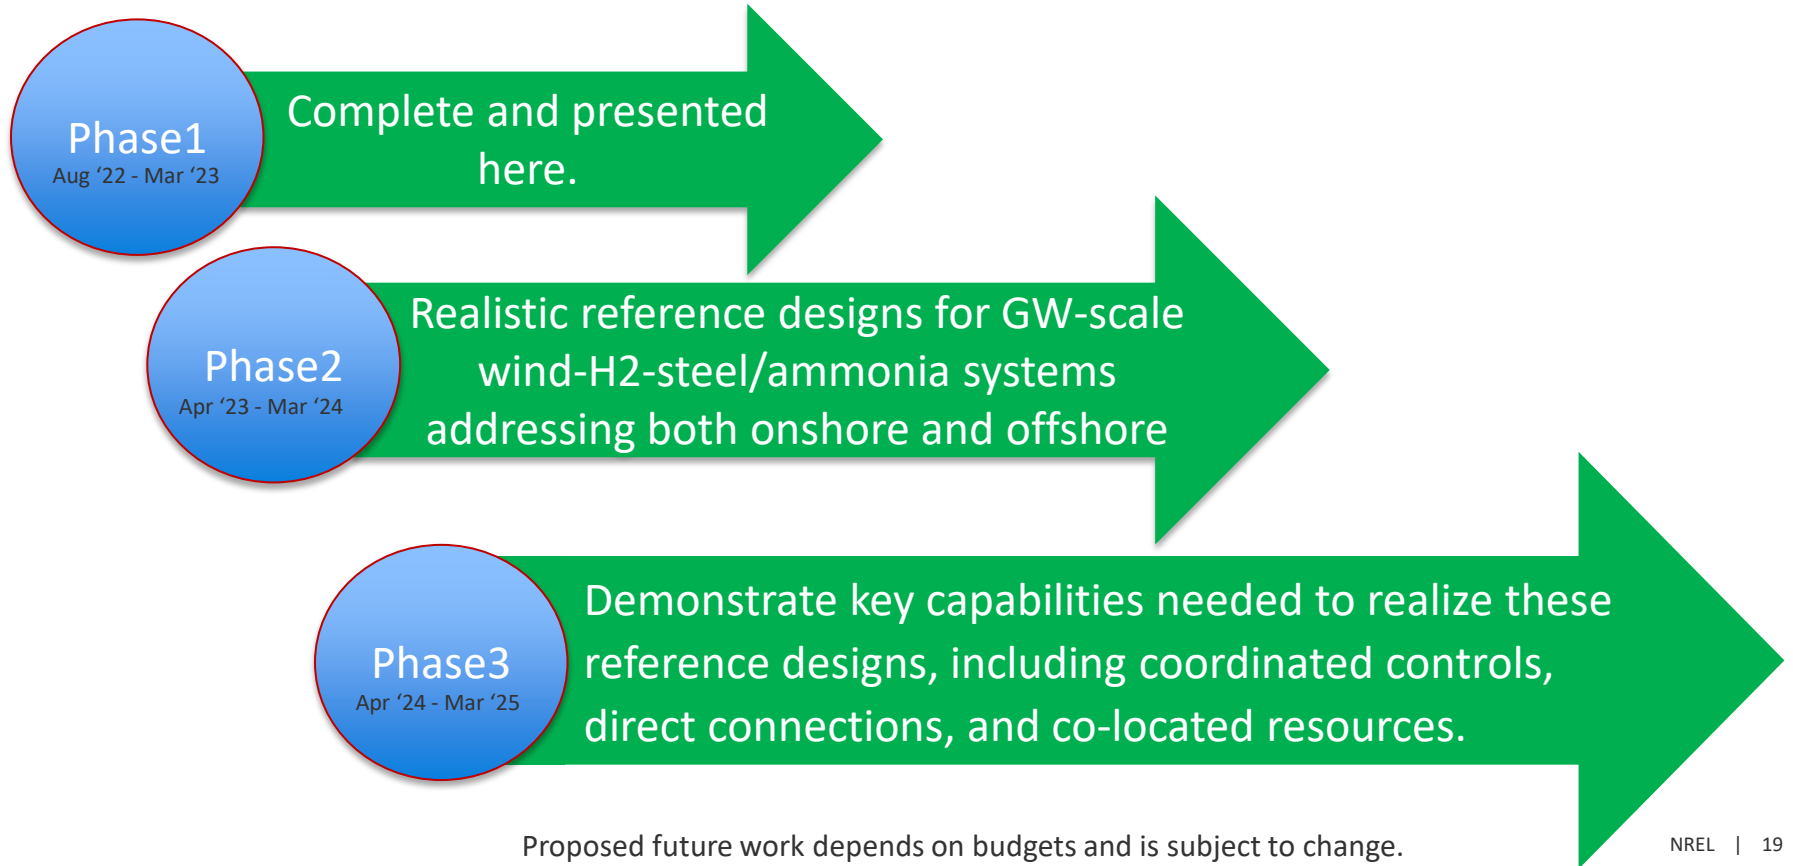 Phase1
Aug ‘22 - Mar ‘23
Complete and presented
here.
Phase2
Apr ‘23 - Mar ‘24
Realistic reference designs for GW-scale
wind-H2-steel/ammonia systems
addressing both onshore and offshore
Phase3
Apr ‘24 - Mar ‘25
Demonstrate key capabilities needed to realize these
reference designs, including coordinated controls,
direct connections, and co-located resources.
Proposed future work depends on budgets and is subject to change.
NREL | 19